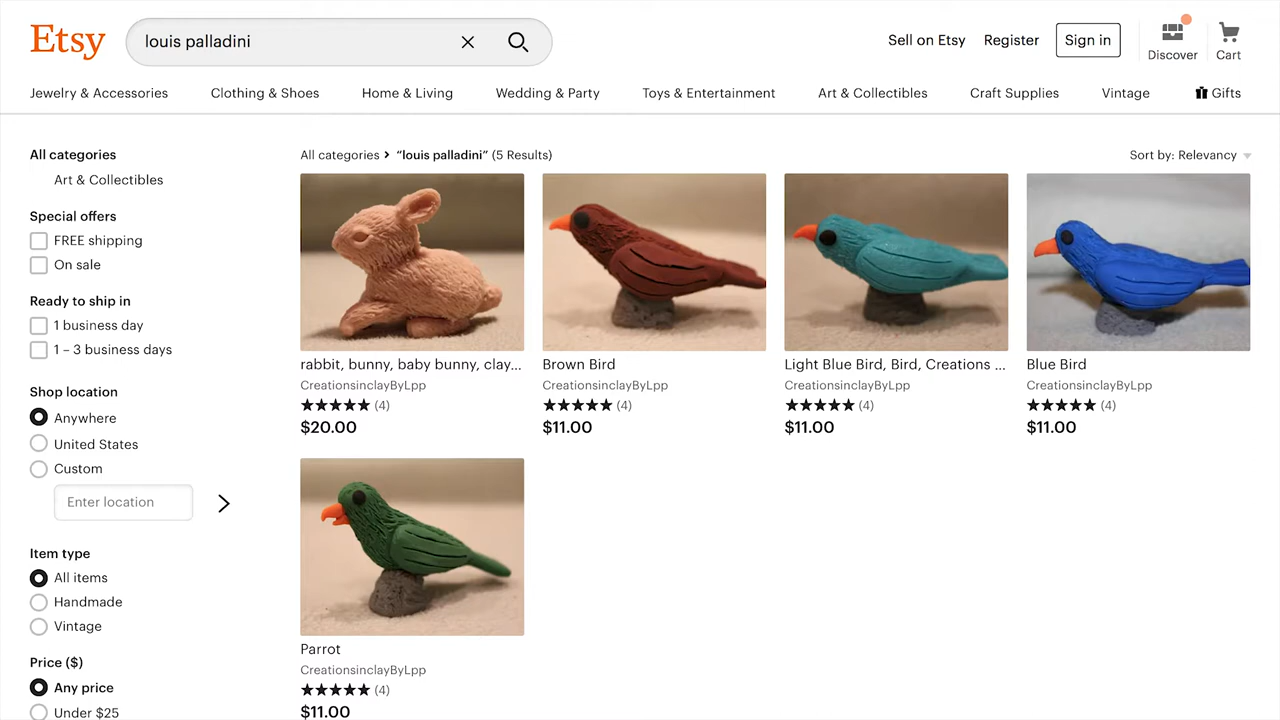 Etsy
louis palladini
Sell on Etsy
Register
Sign in
Discover
Cart
Jewelry & Accessories
Clothing & Shoes
Home & Living
Wedding & Party
Toys & Entertainment
Art & Collectibles
Craft Supplies
Vintage
Gifts
All categories
Art & Collectibles
Special offers
FREE shipping
On sale
Ready to ship in
1 business day
1 – 3 business days
Shop location
Anywhere
United States
Custom
Enter location
Item type
All items
Handmade
Vintage
Price ($)
Any price
Under $25
All categories > “louis palladini” (5 Results)
Sort by: Relevancy
rabbit, bunny, baby bunny, clay...
CreationsinclayByLpp
★★★★★ (4)
$20.00
Brown Bird
CreationsinclayByLpp
★★★★★ (4)
$11.00
Light Blue Bird, Bird, Creations ...
CreationsinclayByLpp
★★★★★ (4)
$11.00
Blue Bird
CreationsinclayByLpp
★★★★★ (4)
$11.00
Parrot
CreationsinclayByLpp
★★★★★ (4)
$11.00